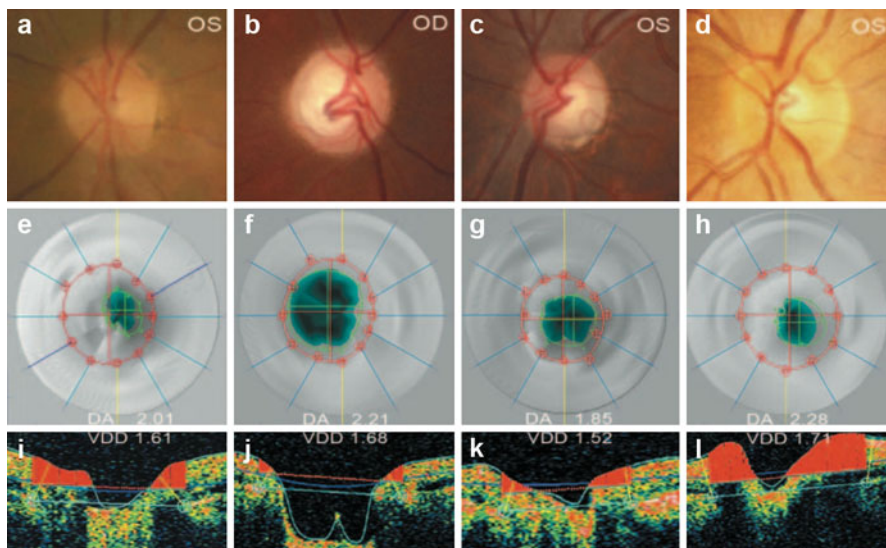 a OS b OD c OS d OS
e f g h
DA 2.01 DA 2.21 DA 1.85 DA 2.28
VDD 1.61 VDD 1.68 VDD 1.52 VDD 1.71
i j k l